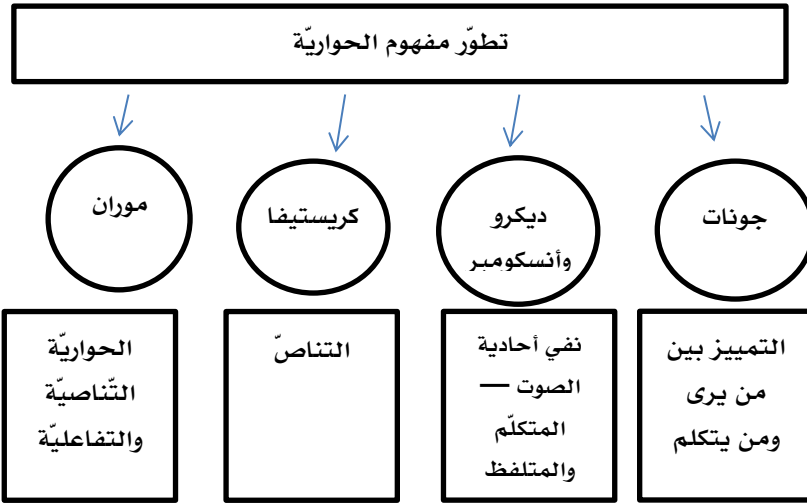 تطوّر مفهوم الحواريّة
جونات
ديكرو
وأنسكومبر
كريستيفا
موران
التمييز بين
من يرى
ومن يتكلم
نفي أحادية
الصوت —
المتكلّم
والمتلفظ
التناصّ
الحواريّة
التّناصيّة
والتفاعليّة